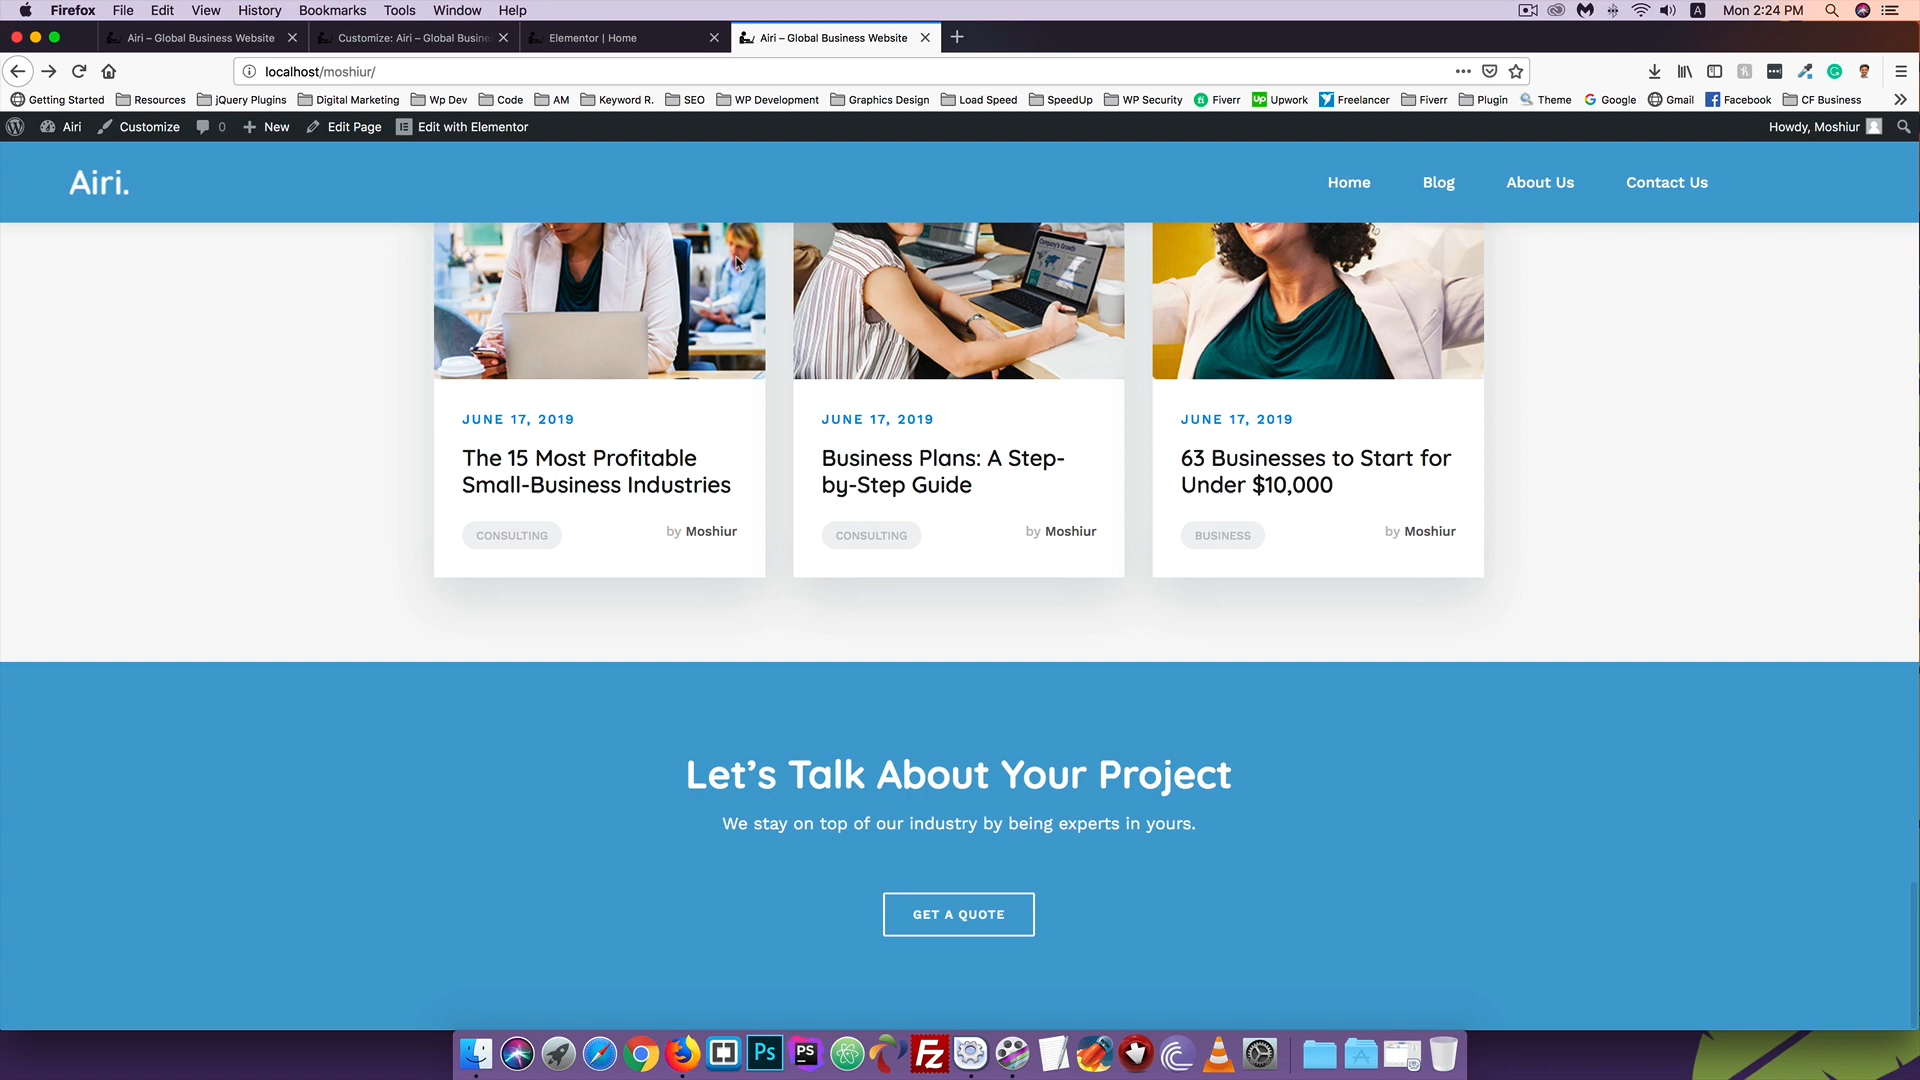 Firefox File Edit View History Bookmarks Tools Window Help A Mon 2:24 PM
Airi – Global Business Website Customize: Airi – Global Busine Elementor | Home Airi – Global Business Website
localhost/moshiur/
Getting Started Resources jQuery Plugins Digital Marketing Wp Dev Code AM Keyword R. SEO WP Development Graphics Design Load Speed SpeedUp WP Security Fiverr Upwork Freelancer Fiverr Plugin Theme Google Gmail Facebook CF Business
Airi Customize 0 New Edit Page Edit with Elementor Howdy, Moshiur
Airi. Home Blog About Us Contact Us
Company's Growth
JUNE 17, 2019
The 15 Most Profitable
Small-Business Industries
CONSULTING by Moshiur
JUNE 17, 2019
Business Plans: A Step-
by-Step Guide
CONSULTING by Moshiur
JUNE 17, 2019
63 Businesses to Start for
Under $10,000
BUSINESS by Moshiur
Let’s Talk About Your Project
We stay on top of our industry by being experts in yours.
GET A QUOTE
Ps PS FZ